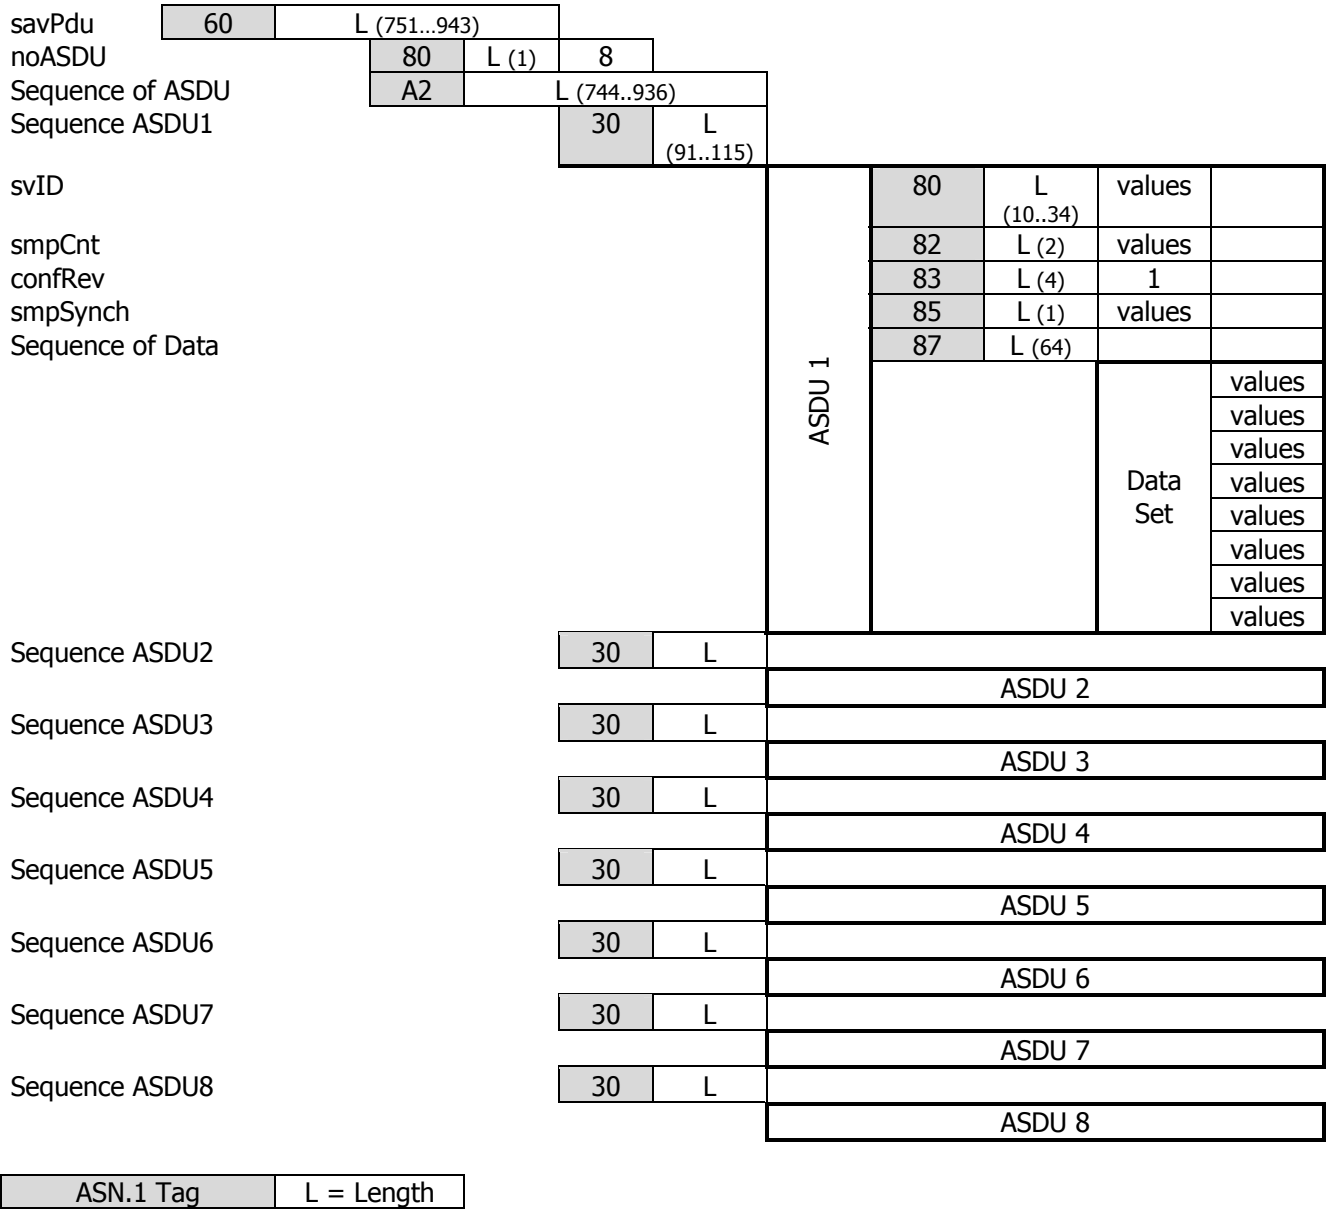 savPdu 60 L (751...943)
noASDU 80 L (1) 8
Sequence of ASDU A2 L (744..936)
Sequence ASDU1 30 L
(91..115)
svID 80 L values
(10..34)
smpCnt 82 L (2) values
confRev 83 L (4) 1
smpSynch 85 L (1) values
Sequence of Data 87 L (64)
ASDU 1
Data
Set
values
values
values
values
values
values
values
values
Sequence ASDU2 30 L
ASDU 2
Sequence ASDU3 30 L
ASDU 3
Sequence ASDU4 30 L
ASDU 4
Sequence ASDU5 30 L
ASDU 5
Sequence ASDU6 30 L
ASDU 6
Sequence ASDU7 30 L
ASDU 7
Sequence ASDU8 30 L
ASDU 8
ASN.1 Tag L = Length